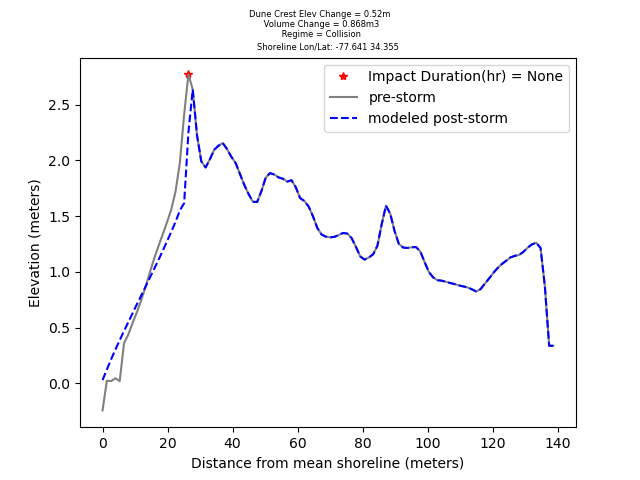 Dune Crest Elev Change = 0.52m
Volume Change = 0.868m3
Regime = Collision
Shoreline Lon/Lat: -77.641 34.355
Impact Duration(hr) = None
pre-storm
modeled post-storm
Elevation (meters)
2.5
2.0
1.5
1.0
0.5
0.0
0 20 40 60 80 100 120 140
Distance from mean shoreline (meters)